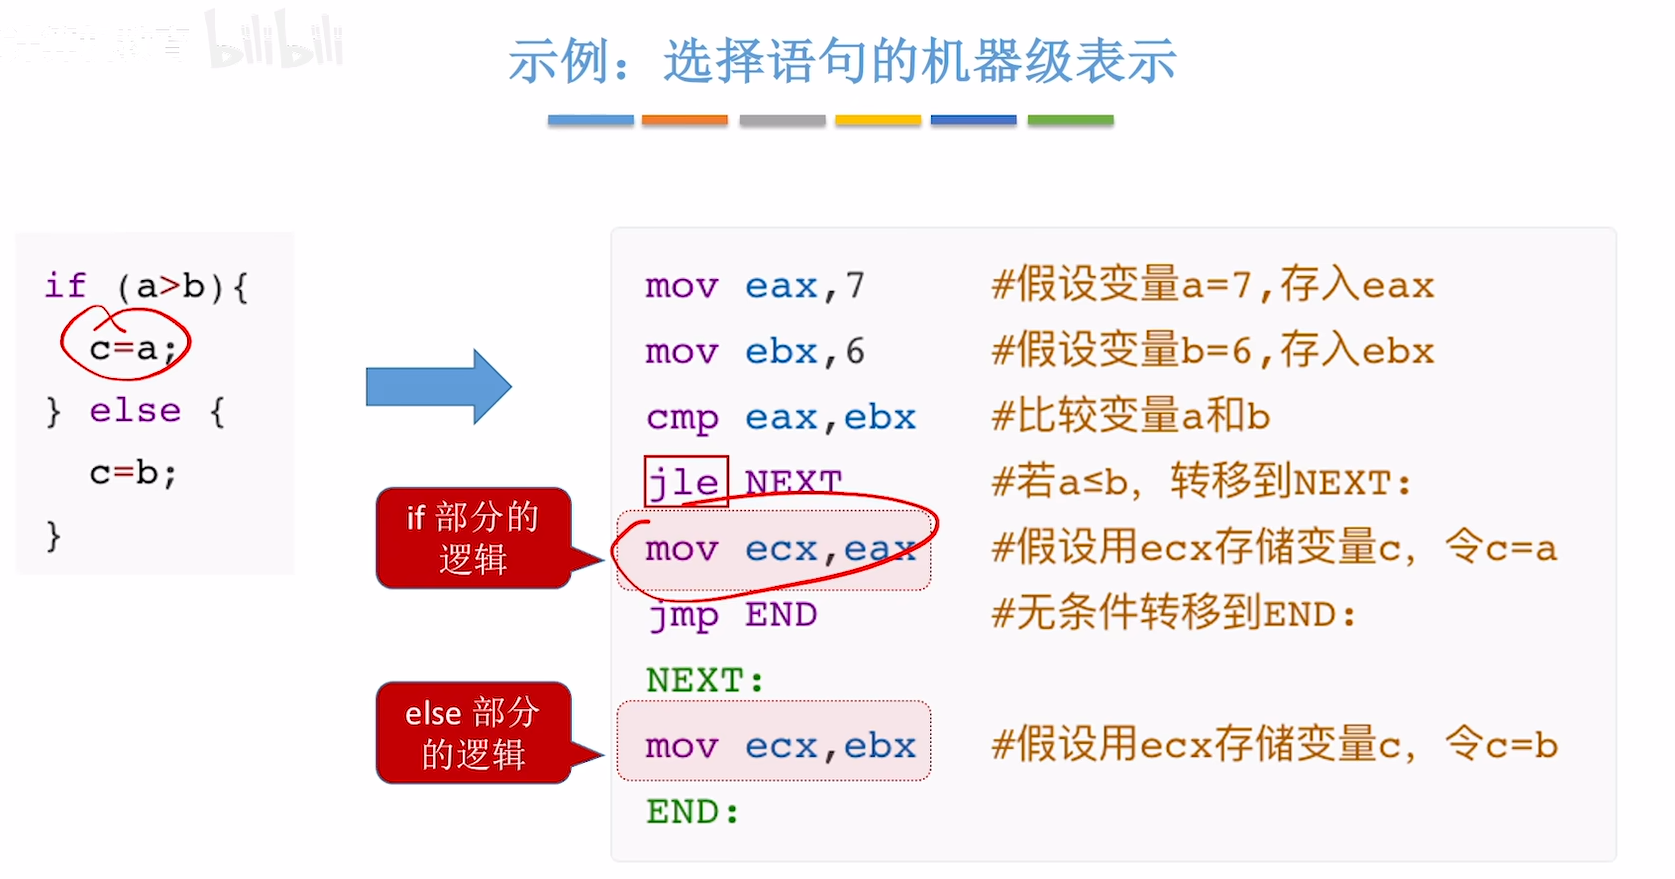 bilibili
示例：选择语句的机器级表示
if (a>b){
c=a;
} else {
c=b;
}
if 部分的
逻辑
else 部分
的逻辑
mov eax,7 #假设变量a=7,存入eax
mov ebx,6 #假设变量b=6,存入ebx
cmp eax,ebx #比较变量a和b
jle NEXT #若a≤b，转移到NEXT:
mov ecx,eax #假设用ecx存储变量c，令c=a
jmp END #无条件转移到END:
NEXT:
mov ecx,ebx #假设用ecx存储变量c，令c=b
END: